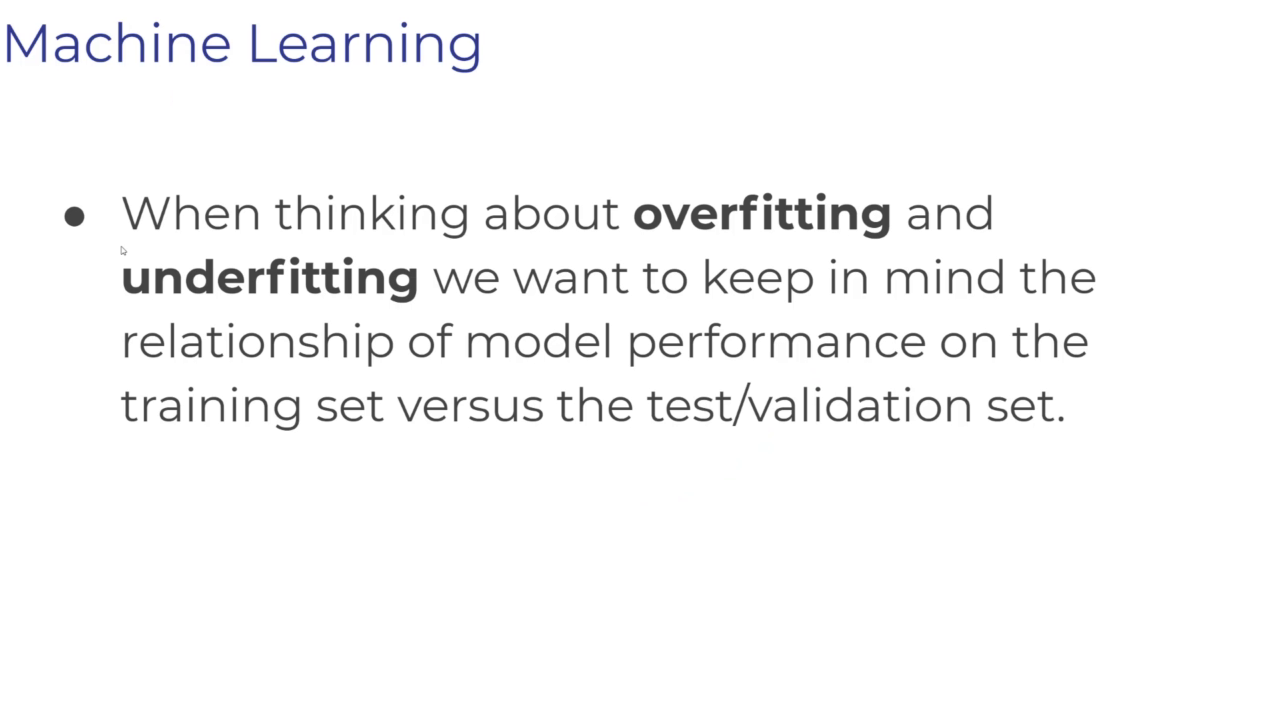 Machine Learning
● When thinking about overfitting and
underfitting we want to keep in mind the
relationship of model performance on the
training set versus the test/validation set.